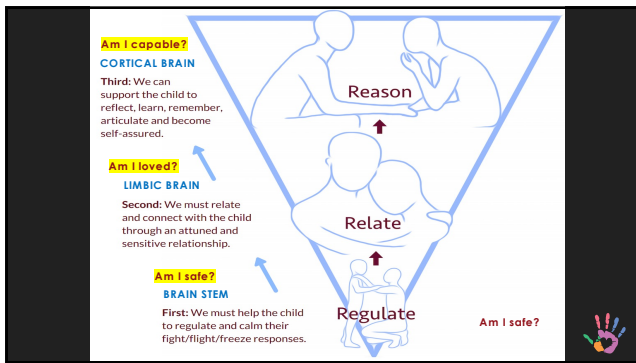 Am I capable?
CORTICAL BRAIN
Third: We can
support the child to
reflect, learn, remember,
articulate and become
self-assured.
Reason
Am I loved?
LIMBIC BRAIN
Second: We must relate
and connect with the child
through an attuned and
sensitive relationship.
Relate
Am I safe?
BRAIN STEM
First: We must help the child
to regulate and calm their
fight/flight/freeze responses.
Regulate
Am I safe?